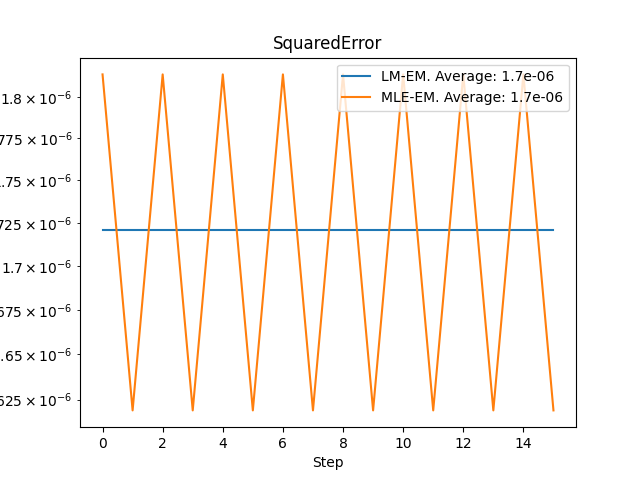 SquaredError
LM-EM. Average: 1.7e-06
MLE-EM. Average: 1.7e-06
1.8 × 10⁻⁶
775 × 10⁻⁶
.75 × 10⁻⁶
725 × 10⁻⁶
1.7 × 10⁻⁶
675 × 10⁻⁶
.65 × 10⁻⁶
625 × 10⁻⁶
0 2 4 6 8 10 12 14
Step